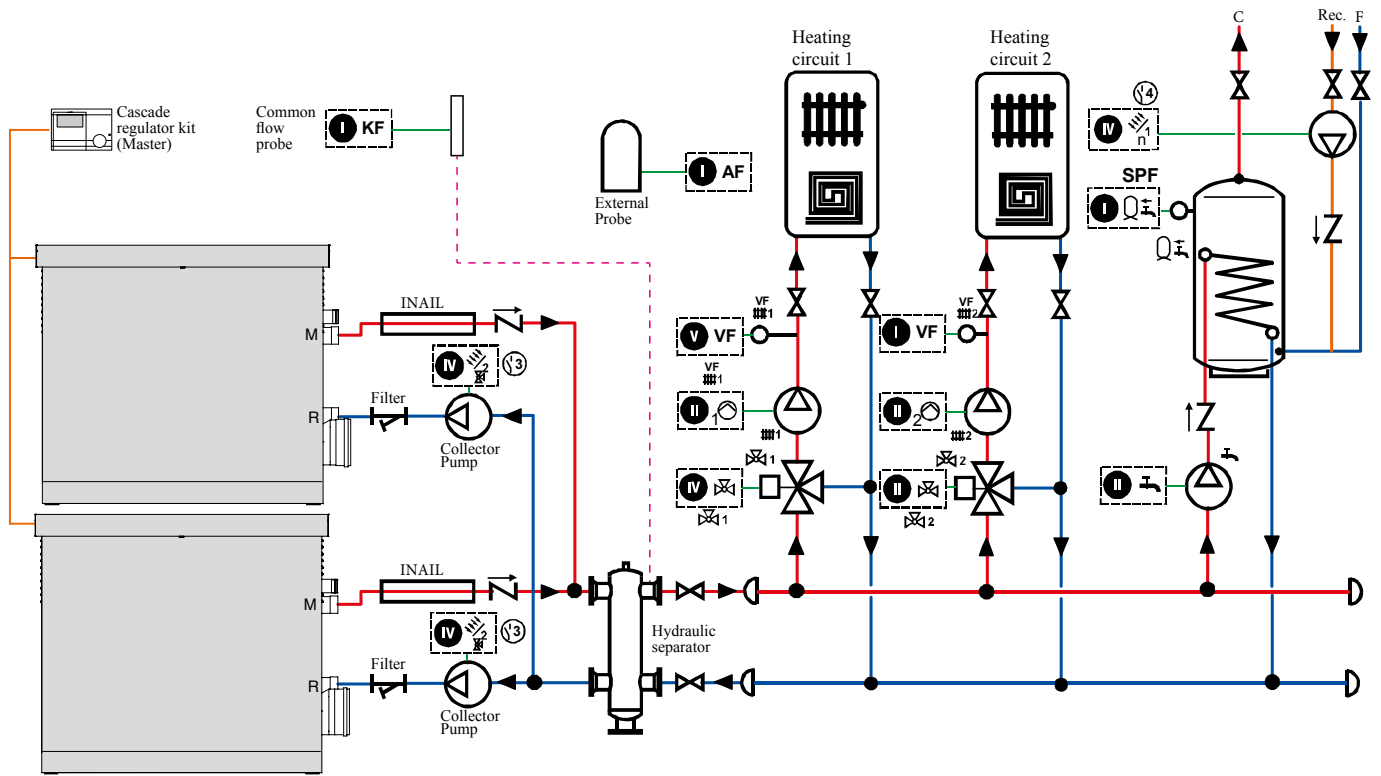 Cascade
regulator kit
(Master)
Common
flow
probe
I KF
External
Probe
I AF
Heating
circuit 1
Heating
circuit 2
C
Rec.
F
4
IV 1
n
SPF
I
M
INAIL
IV 2
3
R
Filter
Collector
Pump
VF
1
V VF
VF
1
II 1
1
1
IV
1
VF
2
I VF
II 2
2
2
II
2
II
M
INAIL
IV 2
3
R
Filter
Collector
Pump
Hydraulic
separator